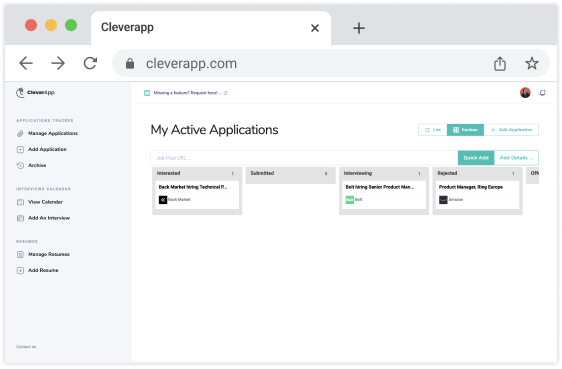 Cleverapp
cleverapp.com
CleverApp
Missing a feature? Request here! ...
APPLICATIONS TRACKER
Manage Applications
Add Application
Archive
INTERVIEWS CALENDAR
View Calender
Add An Interview
RESUMES
Manage Resumes
Add Resume
Contact us
My Active Applications
List
Kanban
Add Application
Job Post URL ...
Quick Add
Add Details ...
Interested 1
Back Market hiring Technical P...
Back Market
Submitted 0
Interviewing 1
Bolt hiring Senior Product Man...
Bolt
Bolt
Rejected 1
Product Manager, Ring Europe
Amazon
Off